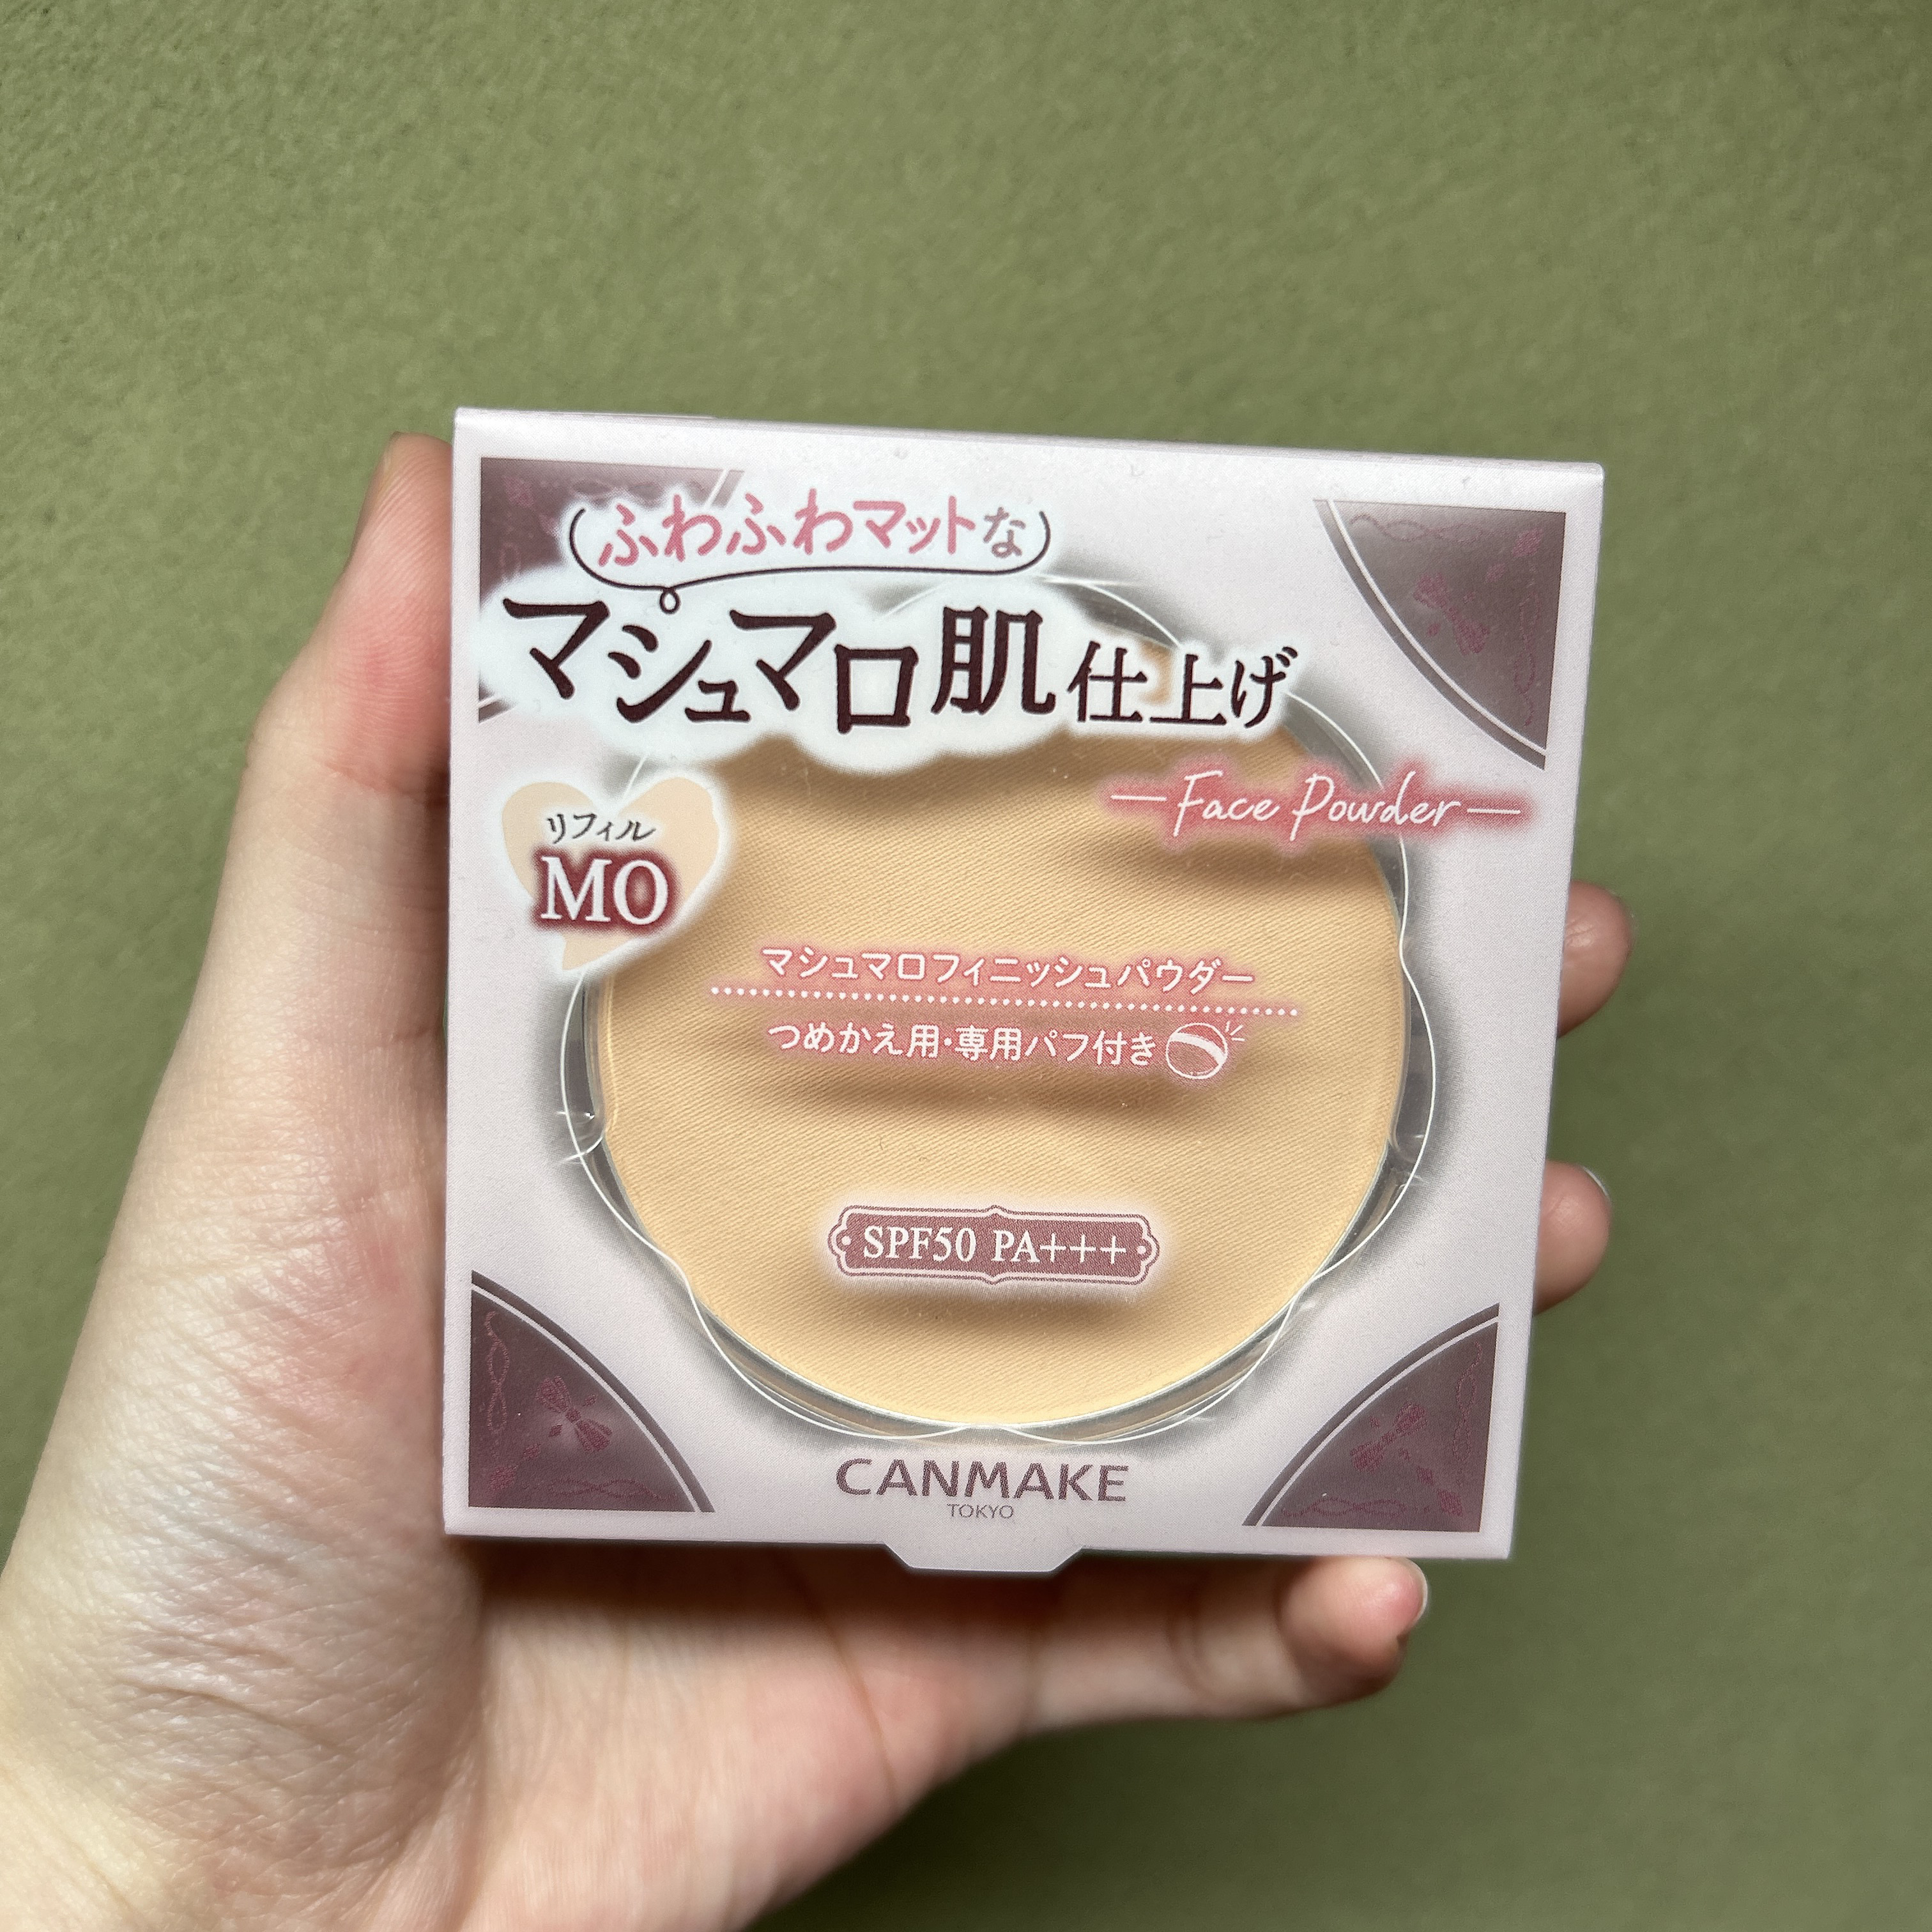 ふわふわマットな
マシュマロ肌仕上げ
Face Powder
リフィル
MO
マシュマロフィニッシュパウダー
つめかえ用・専用パフ付き
SPF50 PA+++
CANMAKE
TOKYO